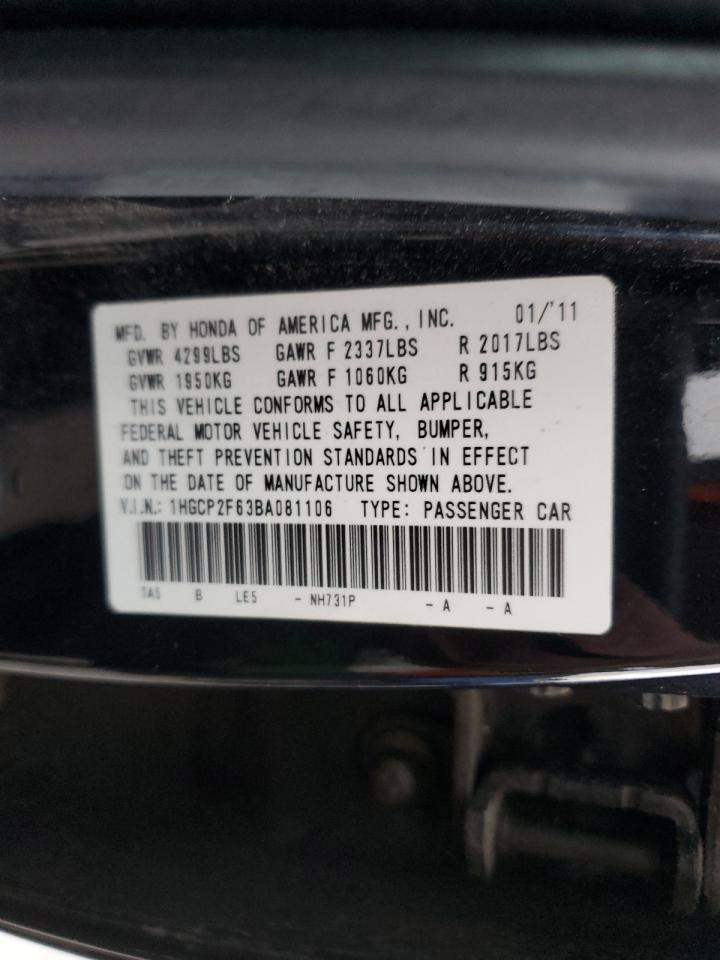 MFD. BY HONDA OF AMERICA MFG., INC. 01/'11
GVWR 4299LBS GAWR F 2337LBS R 2017LBS
GVWR 1950KG GAWR F 1060KG R 915KG
THIS VEHICLE CONFORMS TO ALL APPLICABLE
FEDERAL MOTOR VEHICLE SAFETY, BUMPER,
AND THEFT PREVENTION STANDARDS IN EFFECT
ON THE DATE OF MANUFACTURE SHOWN ABOVE.
V.I.N.: 1HGCP2F63BA081106 TYPE: PASSENGER CAR
TA5 B LE5 - NH731P - A - A